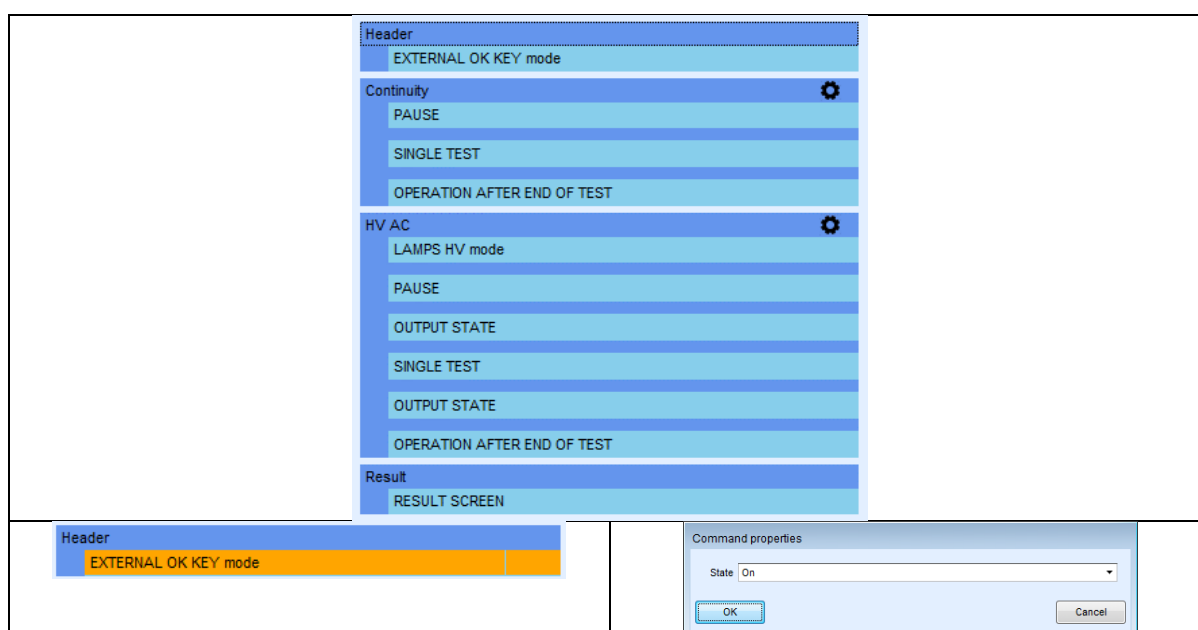 Header
EXTERNAL OK KEY mode
Continuity
PAUSE
SINGLE TEST
OPERATION AFTER END OF TEST
HV AC
LAMPS HV mode
PAUSE
OUTPUT STATE
SINGLE TEST
OUTPUT STATE
OPERATION AFTER END OF TEST
Result
RESULT SCREEN
Header
EXTERNAL OK KEY mode
Command properties
State On
OK Cancel